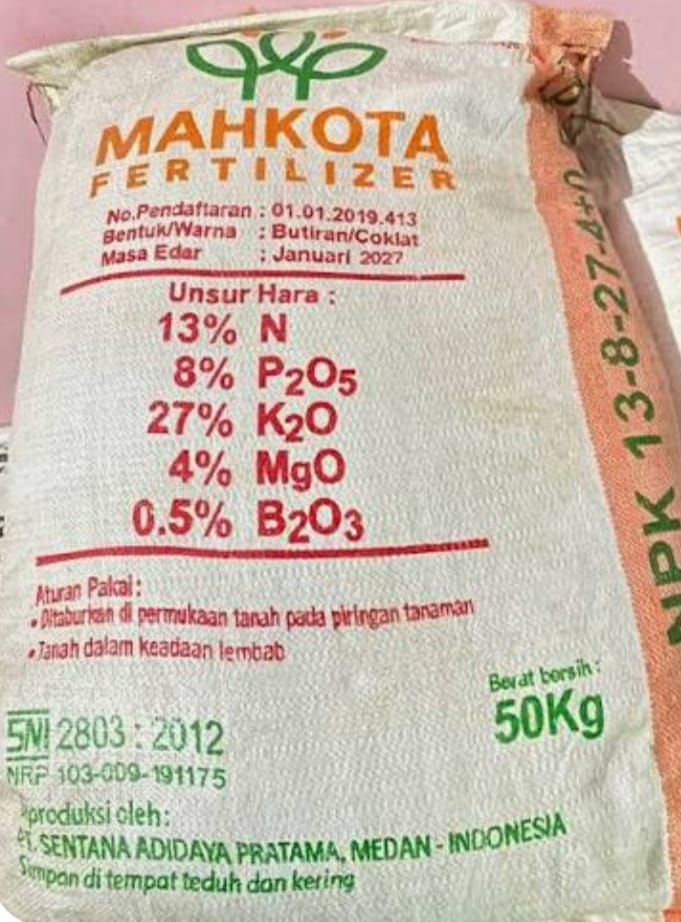 MAHKOTA
FERTILIZER
No.Pendaftaran : 01.01.2019.413
Bentuk/Warna : Butiran/Coklat
Masa Edar : Januari 2027
Unsur Hara :
13% N
8% P2O5
27% K2O
4% MgO
0.5% B2O3
Aturan Pakai :
• Ditaburkan di permukaan tanah pada piringan tanaman
• Tanah dalam keadaan lembab
Berat bersih :
50Kg
SNI 2803 : 2012
NRP 103-009-191175
produksi oleh:
PT. SENTANA ADIDAYA PRATAMA, MEDAN - INDONESIA
Simpan di tempat teduh dan kering
NPK 13-8-27-4+0